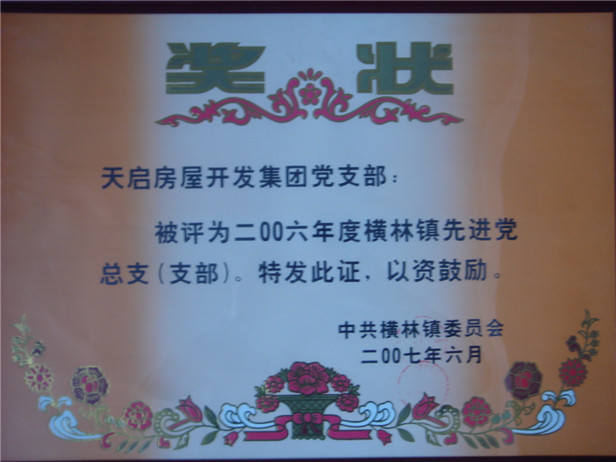 奖状
天启房屋开发集团党支部：
被评为二00六年度横林镇先进党
总支(支部)。特发此证，以资鼓励。
中共横林镇委员会
二00七年六月